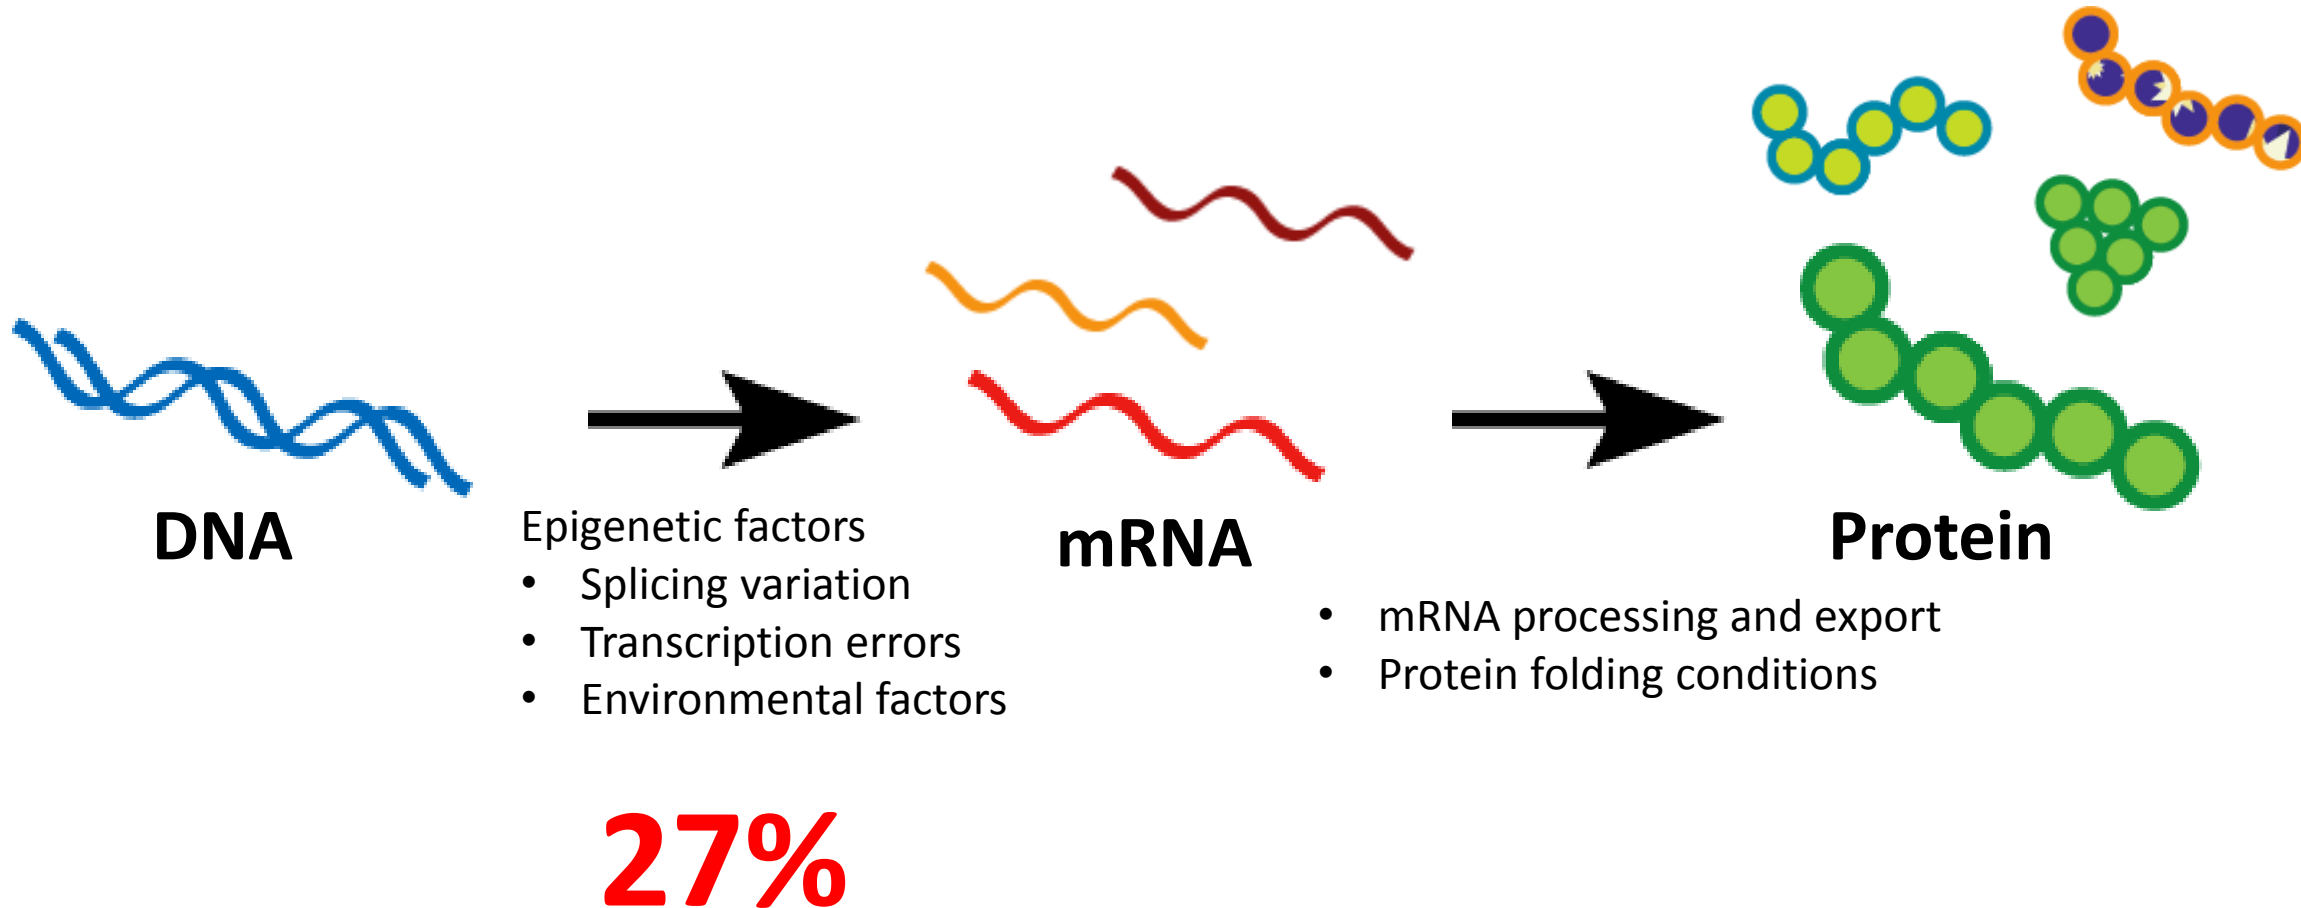 DNA
Epigenetic factors
• Splicing variation
• Transcription errors
• Environmental factors
27%
mRNA
• mRNA processing and export
• Protein folding conditions
Protein